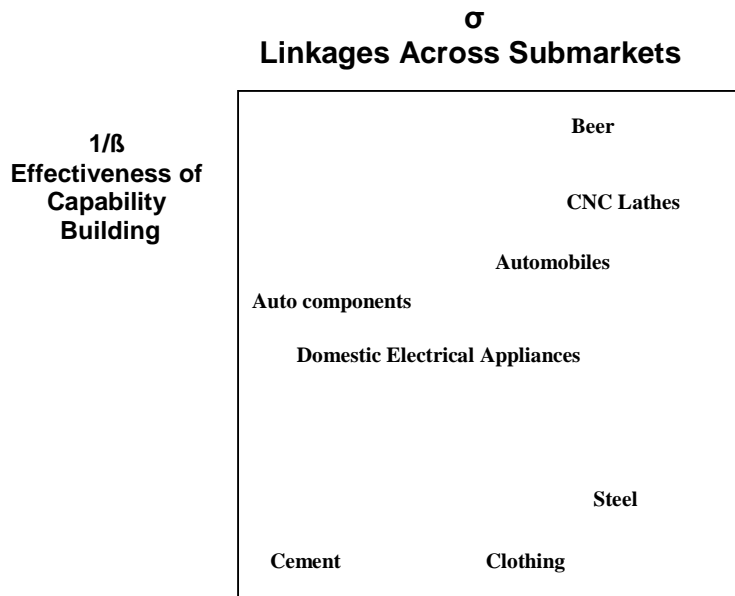 σ
Linkages Across Submarkets
1/ß
Effectiveness of
Capability
Building
Beer
CNC Lathes
Automobiles
Auto components
Domestic Electrical Appliances
Steel
Cement
Clothing